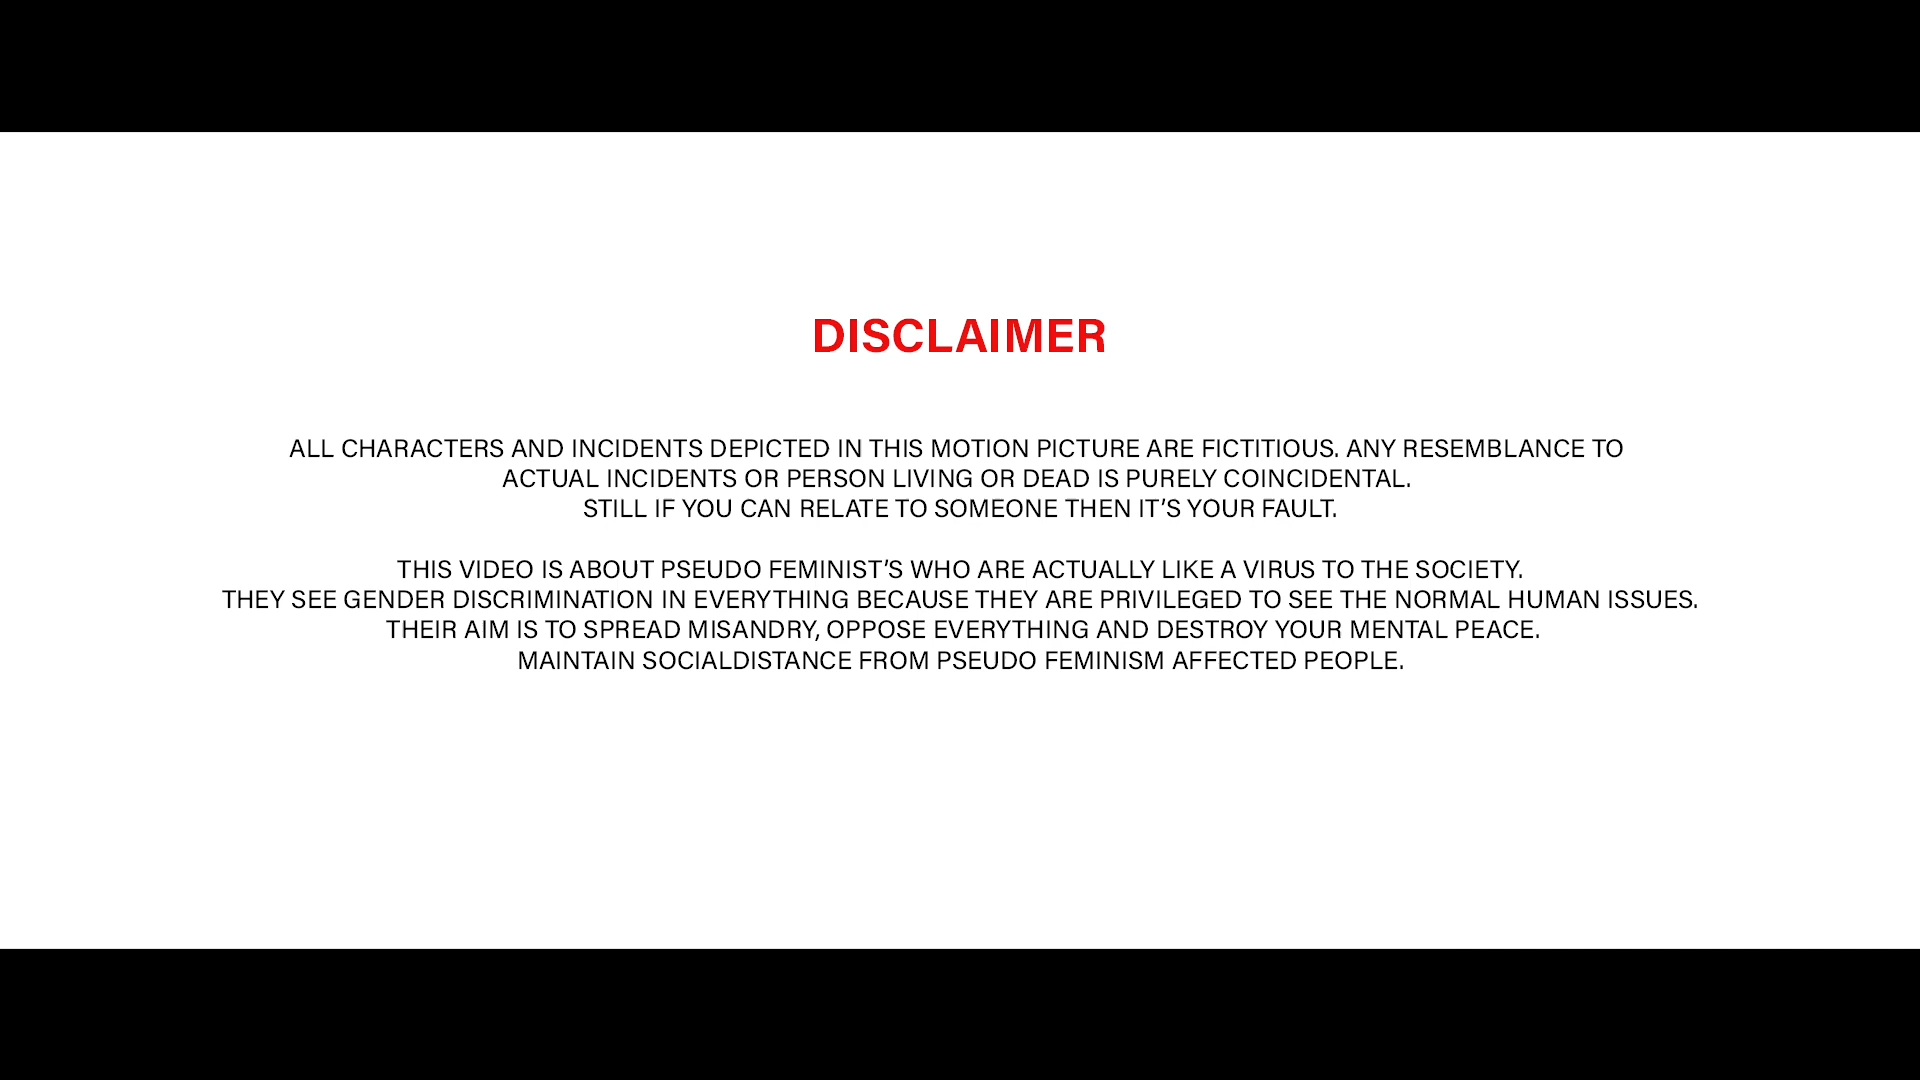 DISCLAIMER
ALL CHARACTERS AND INCIDENTS DEPICTED IN THIS MOTION PICTURE ARE FICTITIOUS. ANY RESEMBLANCE TO
ACTUAL INCIDENTS OR PERSON LIVING OR DEAD IS PURELY COINCIDENTAL.
STILL IF YOU CAN RELATE TO SOMEONE THEN IT’S YOUR FAULT.
THIS VIDEO IS ABOUT PSEUDO FEMINIST’S WHO ARE ACTUALLY LIKE A VIRUS TO THE SOCIETY.
THEY SEE GENDER DISCRIMINATION IN EVERYTHING BECAUSE THEY ARE PRIVILEGED TO SEE THE NORMAL HUMAN ISSUES.
THEIR AIM IS TO SPREAD MISANDRY, OPPOSE EVERYTHING AND DESTROY YOUR MENTAL PEACE.
MAINTAIN SOCIALDISTANCE FROM PSEUDO FEMINISM AFFECTED PEOPLE.